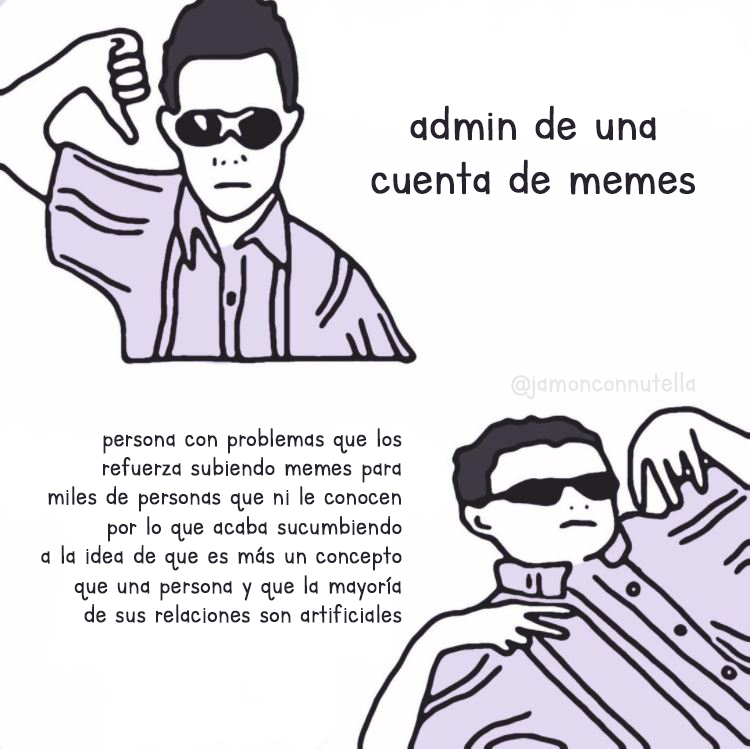 admin de una
cuenta de memes
@jamonconnutella
persona con problemas que los
refuerza subiendo memes para
miles de personas que ni le conocen
por lo que acaba sucumbiendo
a la idea de que es más un concepto
que una persona y que la mayoría
de sus relaciones son artificiales